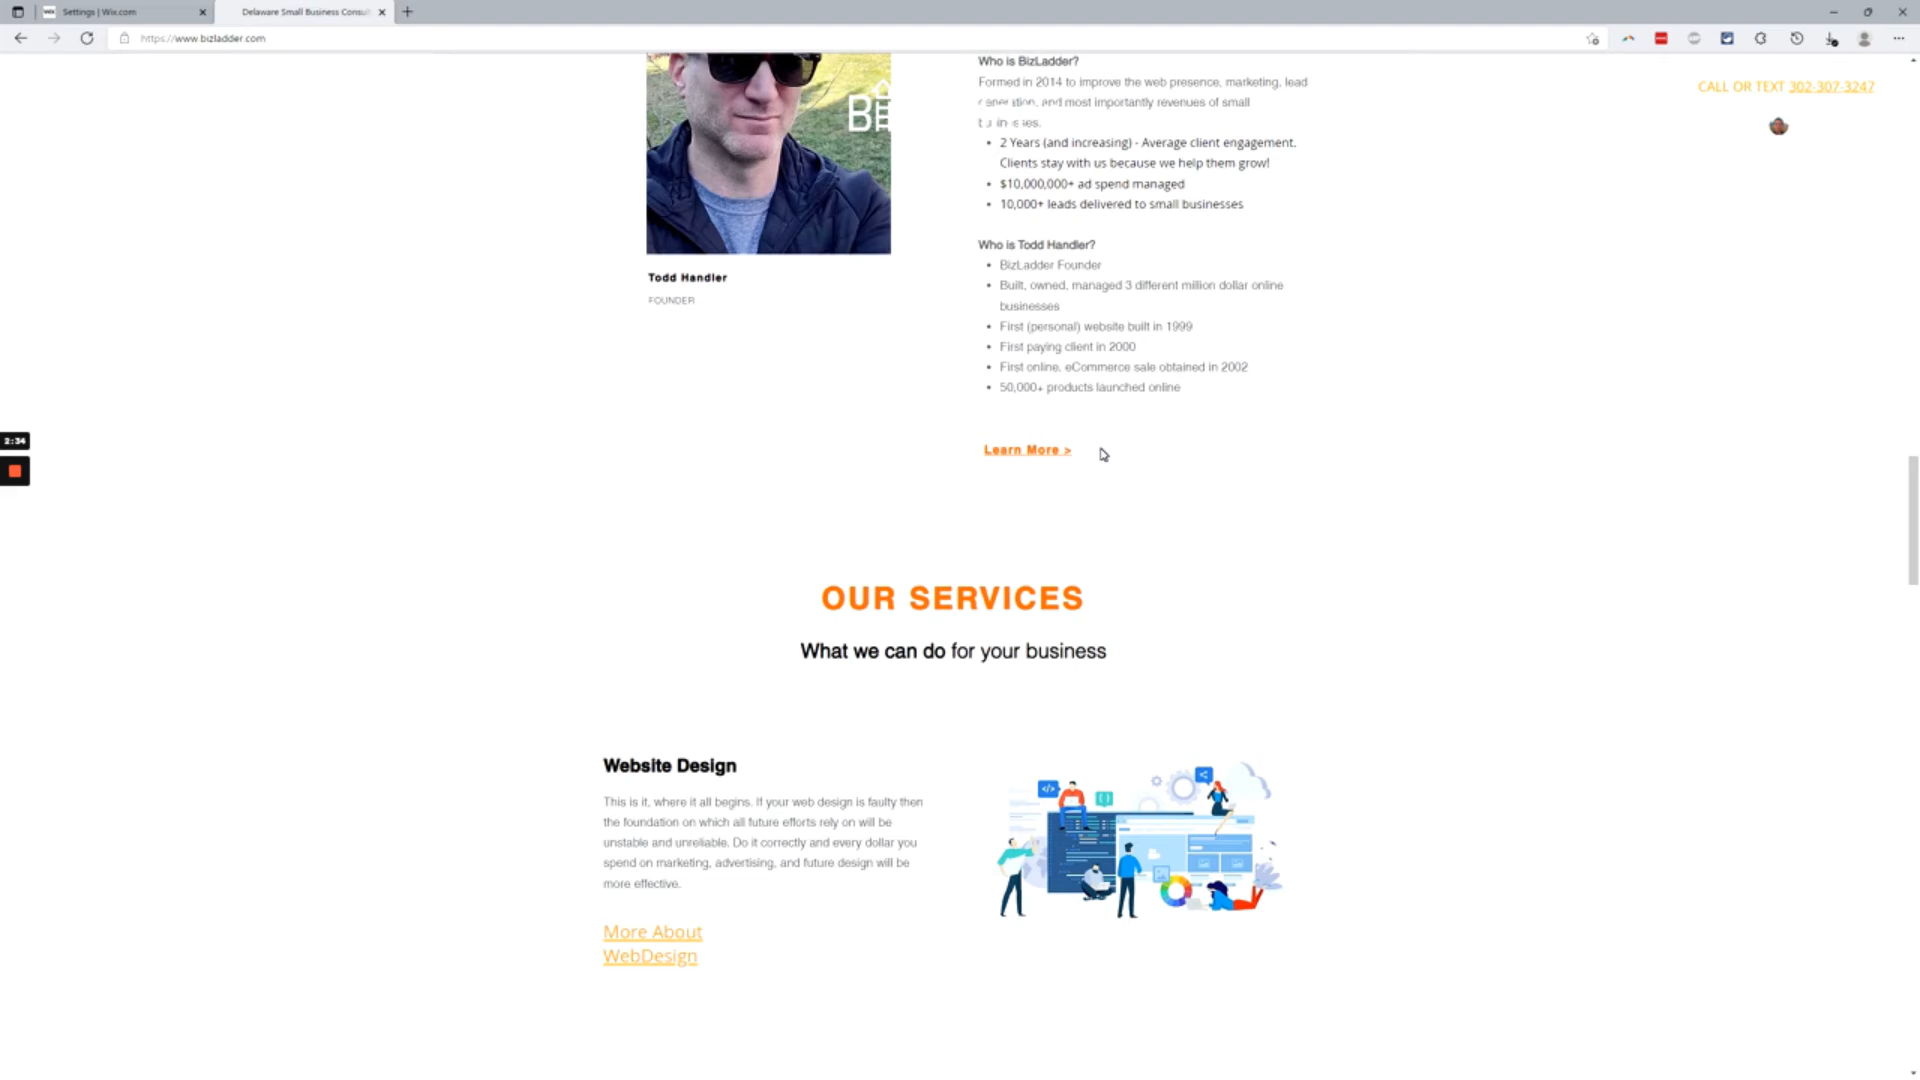 Settings | Wix.com
Delaware Small Business Consult
https://www.bizladder.com
Who is BizLadder?
Formed in 2014 to improve the web presence, marketing, lead
and most importantly revenues of small
CALL OR TEXT 302-307-3247
2 Years (and increasing) - Average client engagement.
Clients stay with us because we help them grow!
$10,000,000+ ad spend managed
10,000+ leads delivered to small businesses
Who is Todd Handler?
BizLadder Founder
Built, owned, managed 3 different million dollar online
businesses
First (personal) website built in 1999
First paying client in 2000
First online, eCommerce sale obtained in 2002
50,000+ products launched online
Todd Handler
FOUNDER
2:34
Learn More >
OUR SERVICES
What we can do for your business
Website Design
This is it, where it all begins. If your web design is faulty then
the foundation on which all future efforts rely on will be
unstable and unreliable. Do it correctly and every dollar you
spend on marketing, advertising, and future design will be
more effective.
More About
WebDesign